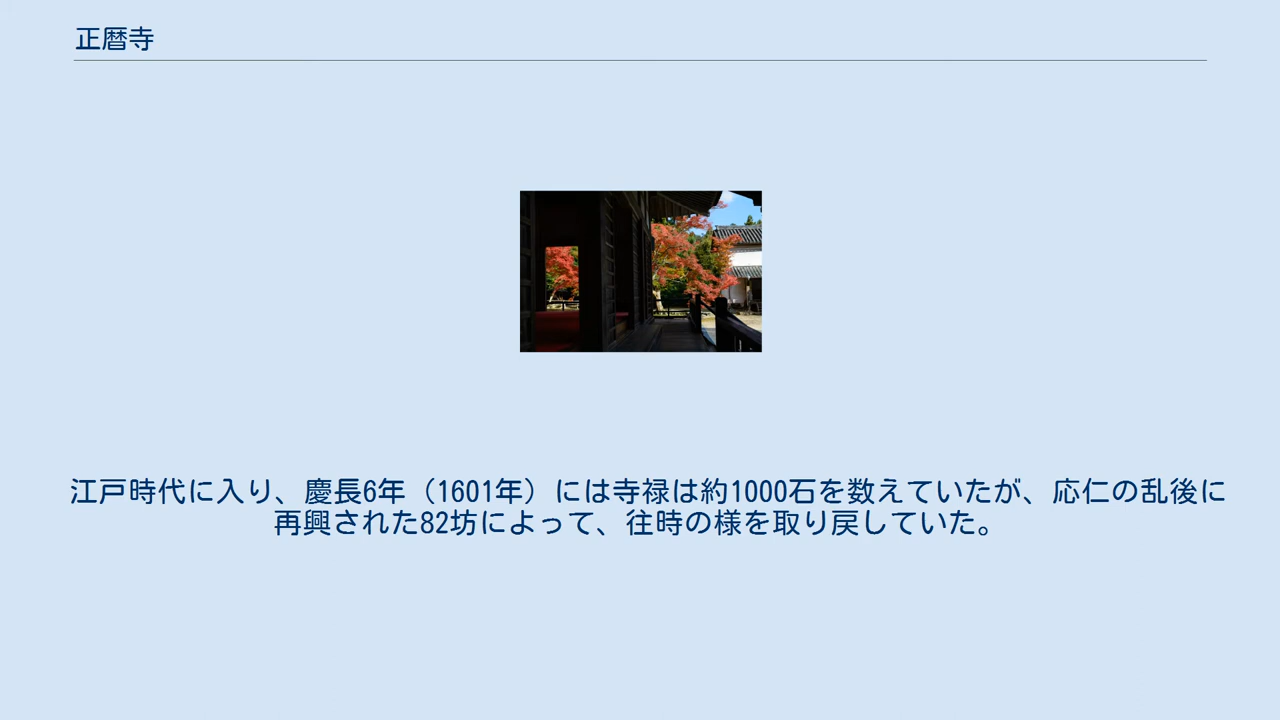 正暦寺
江戸時代に入り、慶長6年（1601年）には寺禄は約1000石を数えていたが、応仁の乱後に
再興された82坊によって、往時の様を取り戻していた。